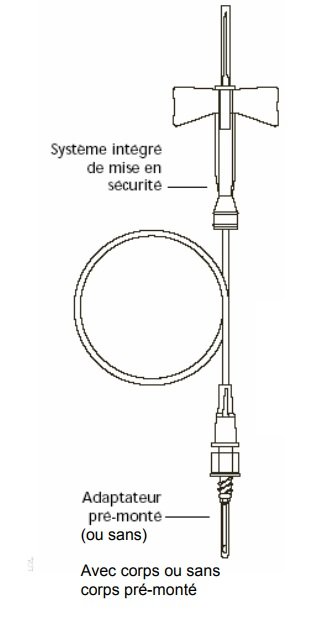 Système intégré
de mise en
sécurité
Adaptateur
pré-monté
(ou sans)
Avec corps ou sans
corps pré-monté